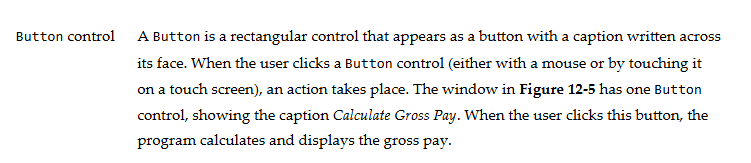 Button control A Button is a rectangular control that appears as a button with a caption written across
its face. When the user clicks a Button control (either with a mouse or by touching it
on a touch screen), an action takes place. The window in Figure 12-5 has one Button
control, showing the caption Calculate Gross Pay. When the user clicks this button, the
program calculates and displays the gross pay.